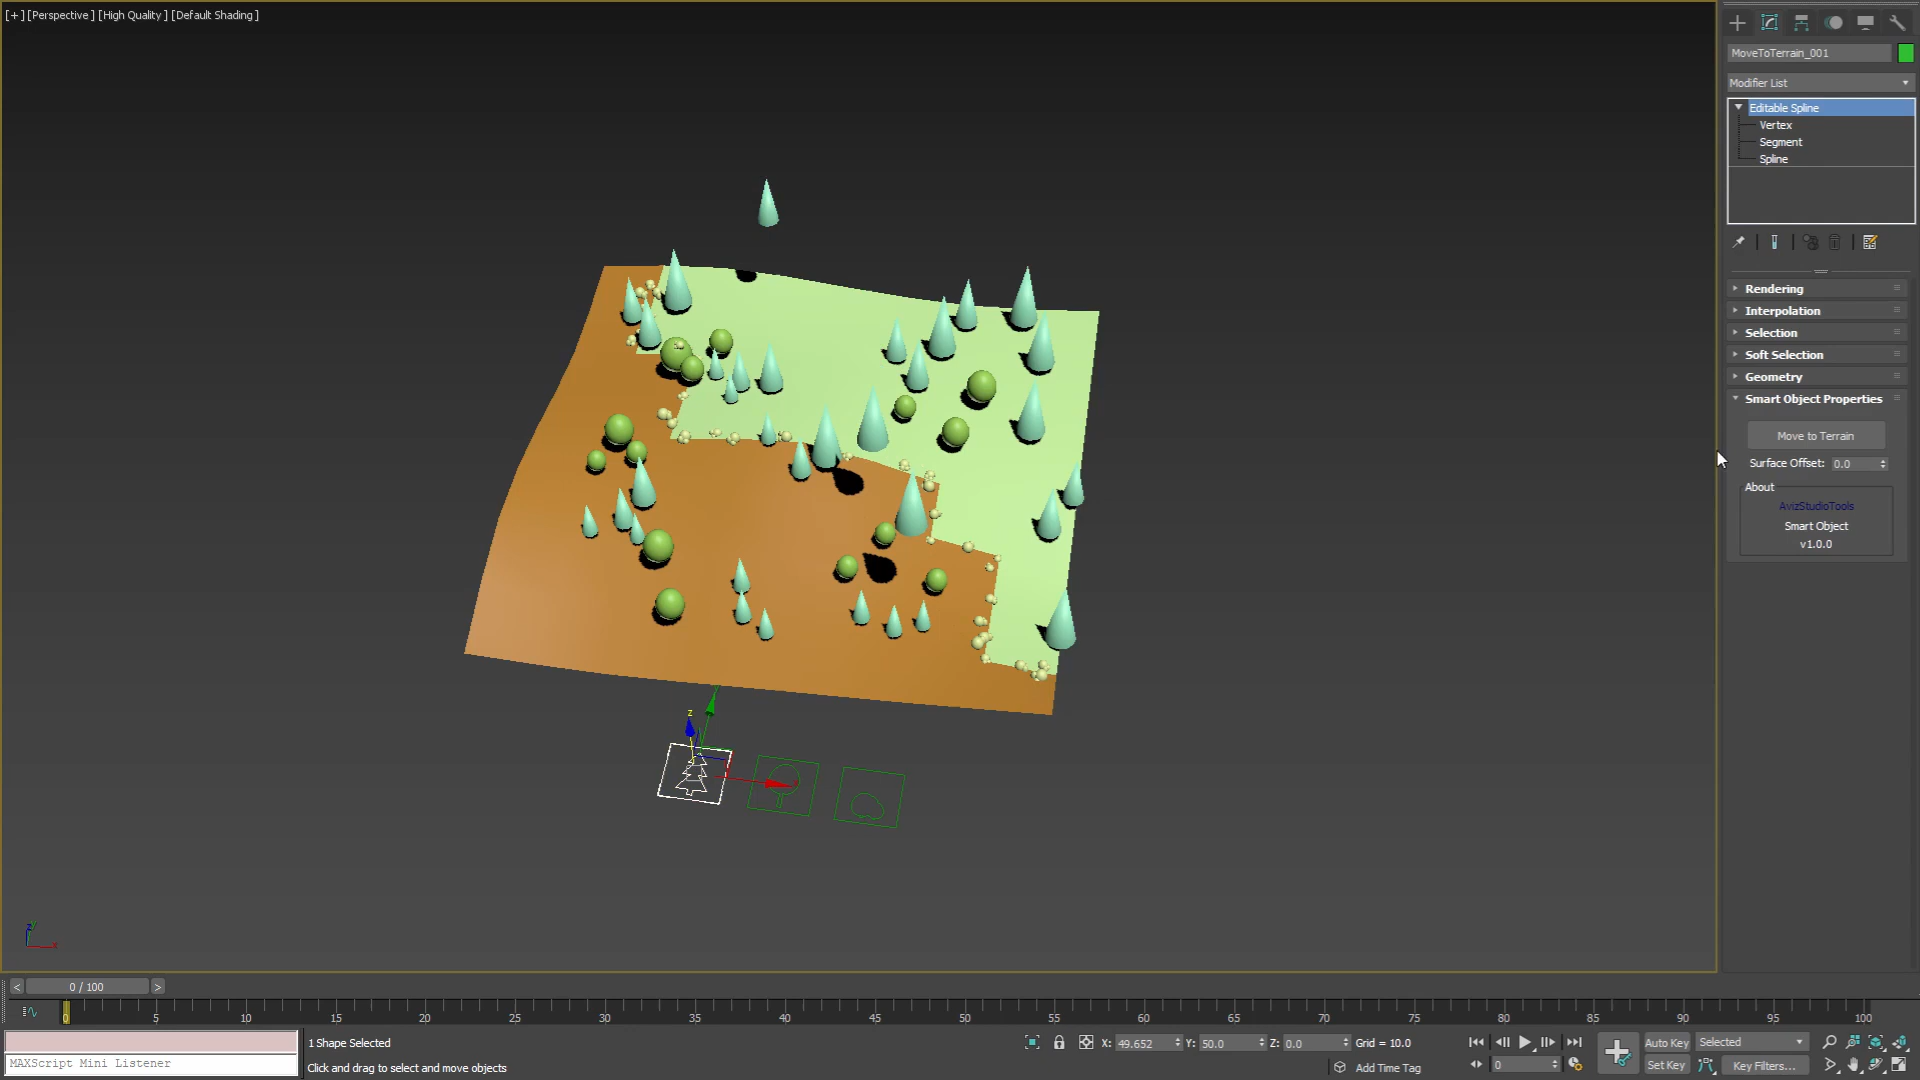 [+] [Perspective ] [High Quality ] [Default Shading ]
MoveToTerrain_001
Modifier List
Editable Spline
Vertex
Segment
Spline
Rendering
Interpolation
Selection
Soft Selection
Geometry
Smart Object Properties
Move to Terrain
Surface Offset: 0.0
About
AvizStudioTools
Smart Object
v1.0.0
z
x
z
y
x
< 0 / 100 >
0 5 10 15 20 25 30 35 40 45 50 55 60 65 70 75 80 85 90 95 100
1 Shape Selected
X: 49.652 Y: 50.0 Z: 0.0 Grid = 10.0
Auto Key Selected
MAXScript Mini Listener
Click and drag to select and move objects
Add Time Tag
0
Set Key Key Filters...